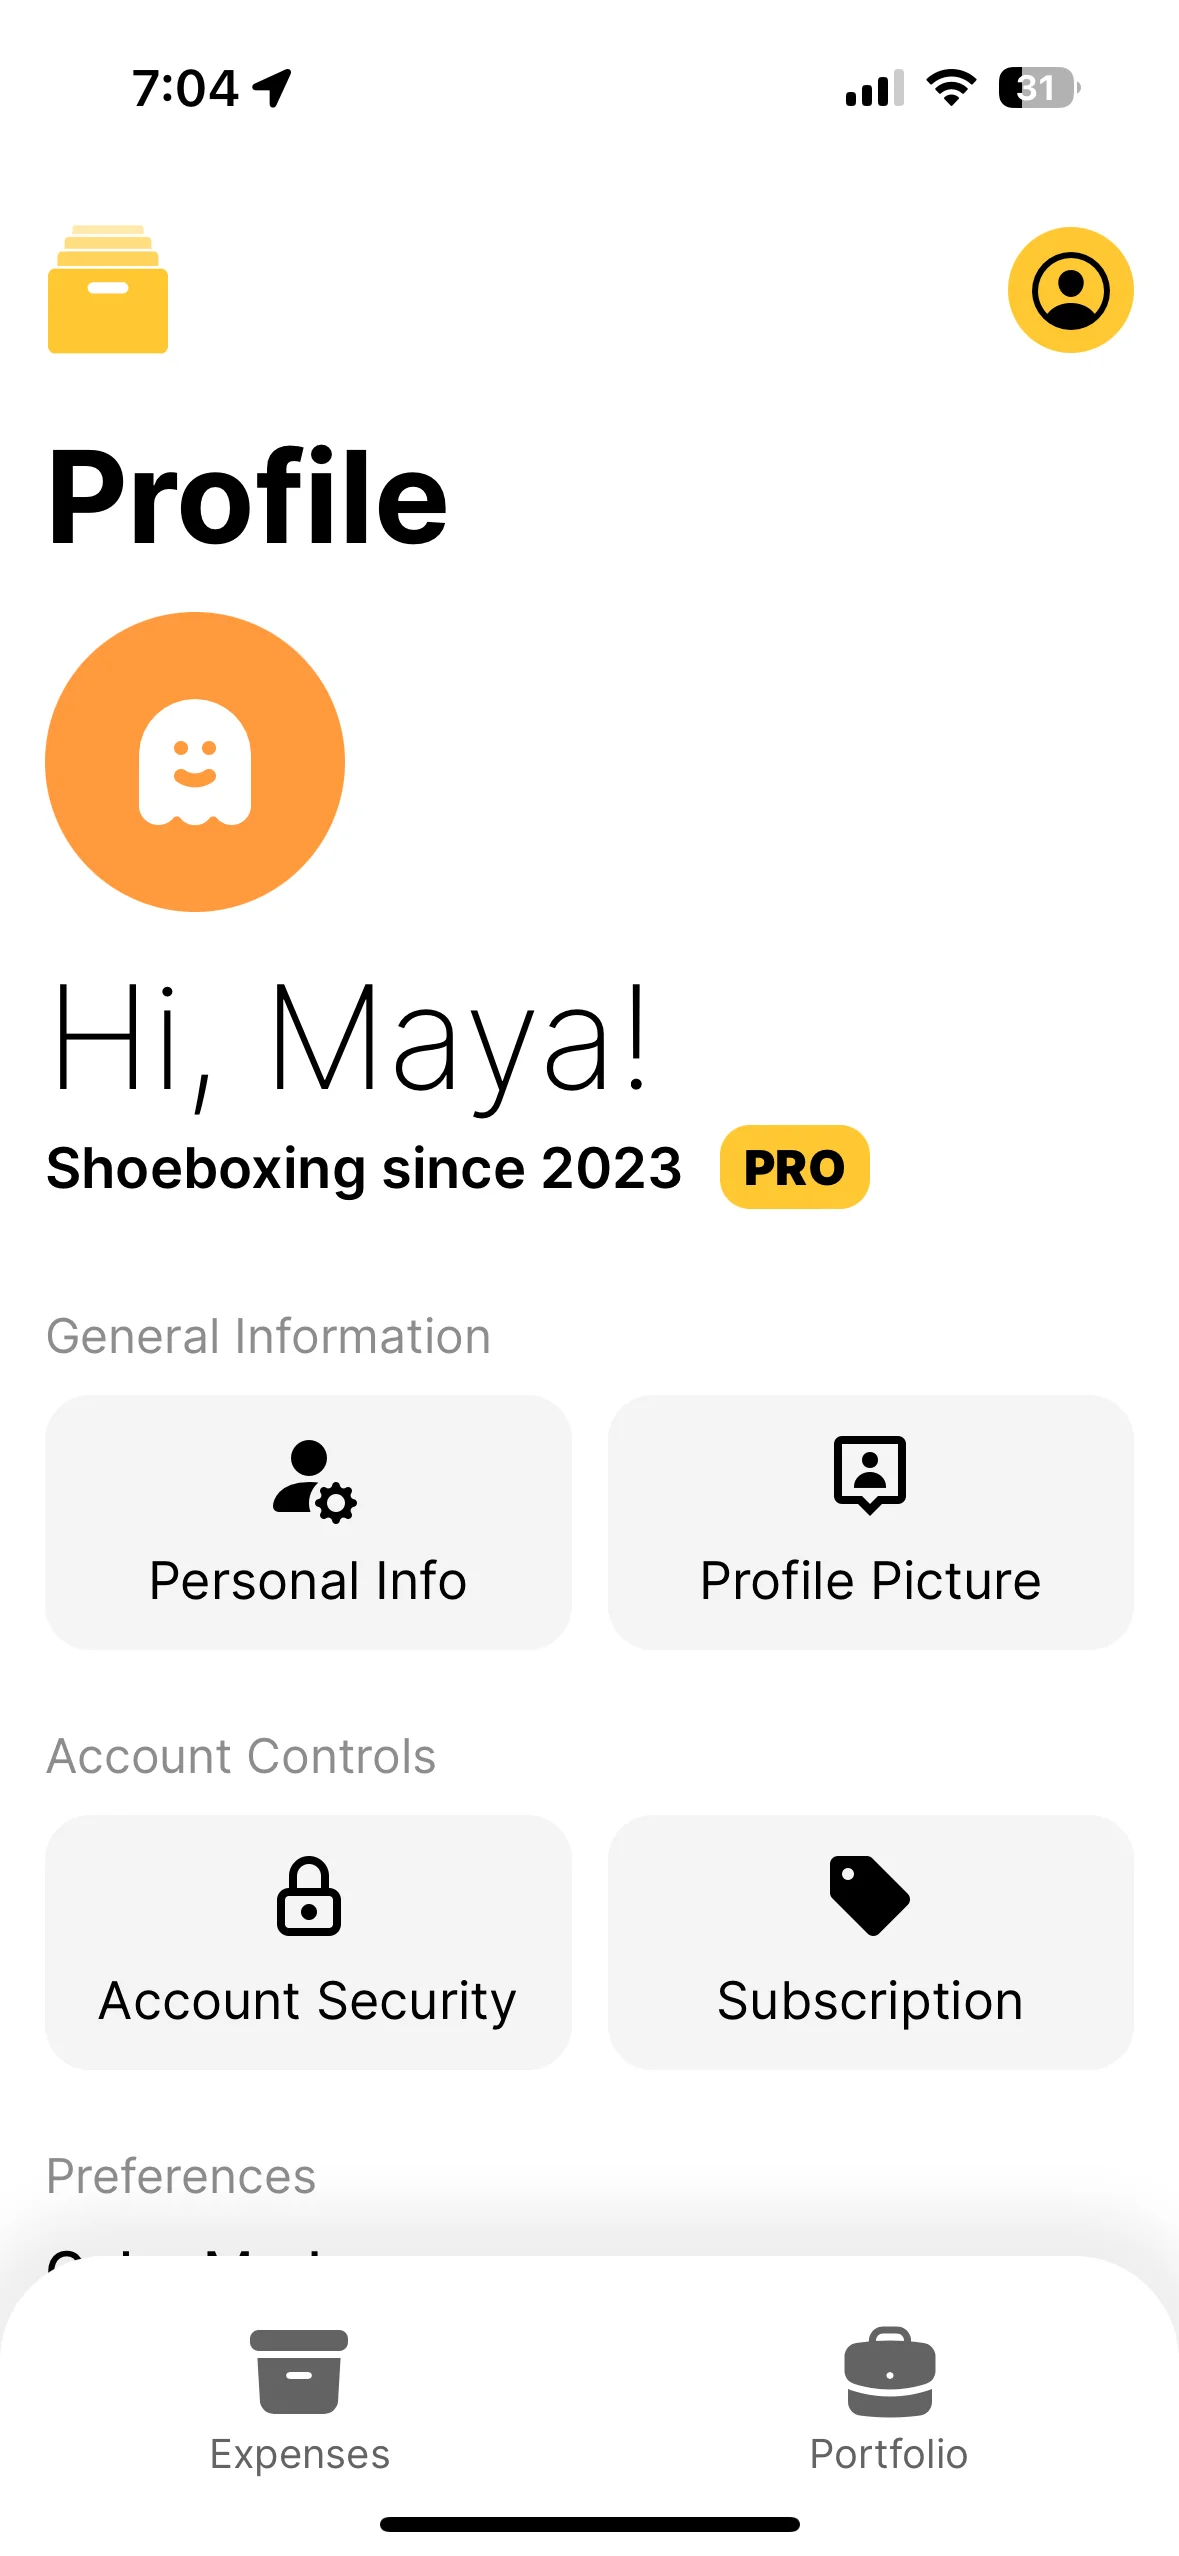 7:04
31
Profile
Hi, Maya!
Shoeboxing since 2023 PRO
General Information
Personal Info
Profile Picture
Account Controls
Account Security
Subscription
Preferences
Expenses
Portfolio